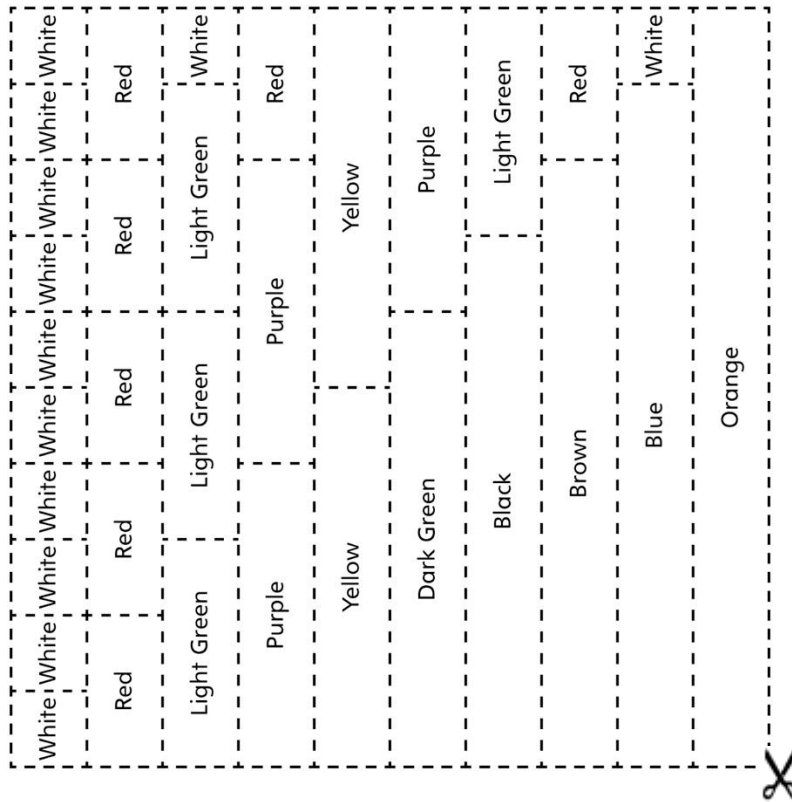 White White White White White White White White White White
Red Red Red Red Red
Light Green Light Green Light Green White
Purple Purple Red
Yellow Yellow
Dark Green Purple
Black Light Green
Brown Red
Blue White
Orange